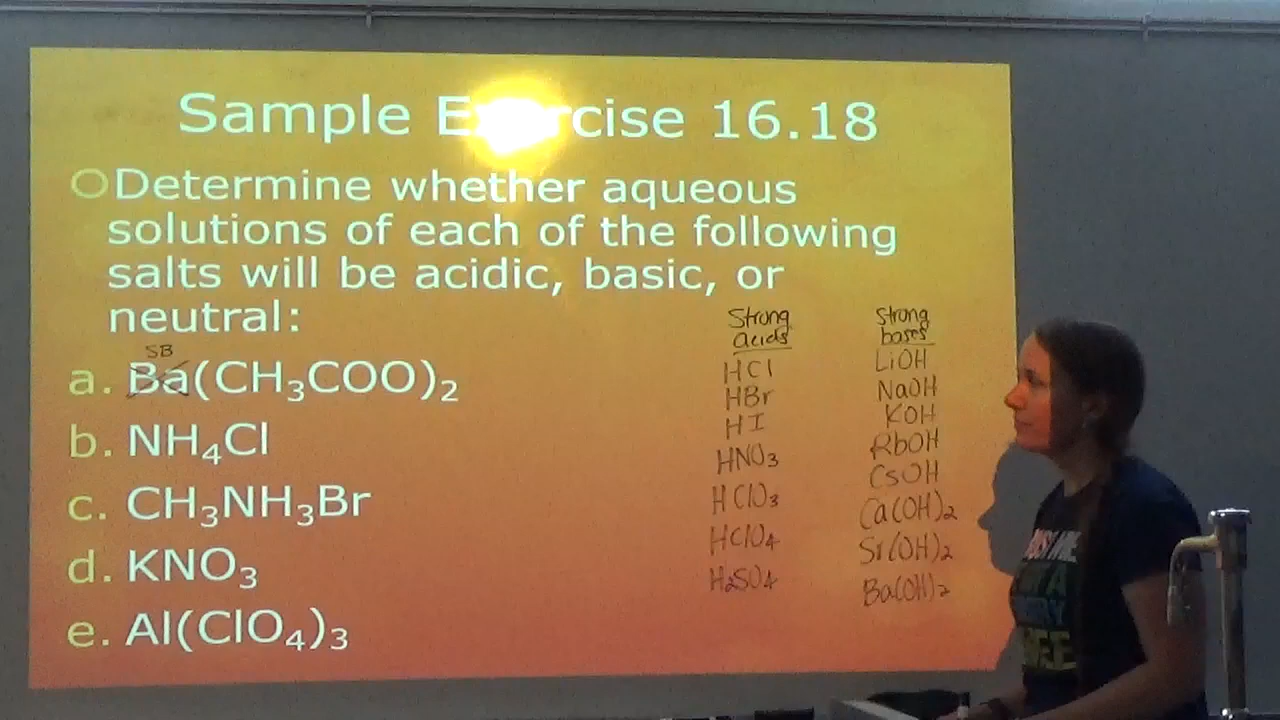 Sample Exercise 16.18
Determine whether aqueous
solutions of each of the following
salts will be acidic, basic, or
neutral:
SB
a. Ba(CH₃COO)₂
b. NH₄Cl
c. CH₃NH₃Br
d. KNO₃
e. Al(ClO₄)₃
Strong
acids
HCl
HBr
HI
HNO₃
HClO₃
HClO₄
H₂SO₄
Strong
bases
LiOH
NaOH
KOH
RbOH
CsOH
Ca(OH)₂
Sr(OH)₂
Ba(OH)₂